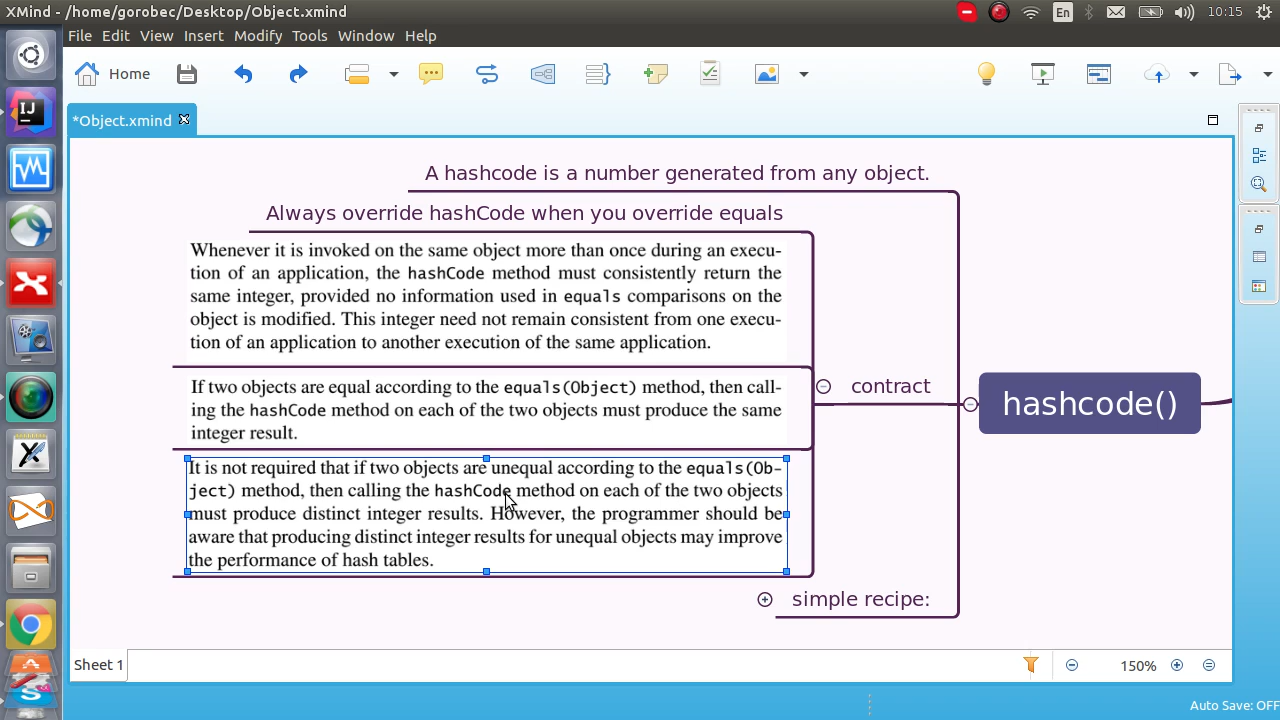 XMind - /home/gorobec/Desktop/Object.xmind
En
10:15
File Edit View Insert Modify Tools Window Help
Home
*Object.xmind
A hashcode is a number generated from any object.
Always override hashCode when you override equals
Whenever it is invoked on the same object more than once during an execu-
tion of an application, the hashCode method must consistently return the
same integer, provided no information used in equals comparisons on the
object is modified. This integer need not remain consistent from one execu-
tion of an application to another execution of the same application.
If two objects are equal according to the equals(Object) method, then call-
ing the hashCode method on each of the two objects must produce the same
integer result.
It is not required that if two objects are unequal according to the equals(Ob-
ject) method, then calling the hashCode method on each of the two objects
must produce distinct integer results. However, the programmer should be
aware that producing distinct integer results for unequal objects may improve
the performance of hash tables.
contract
hashcode()
simple recipe:
Sheet 1
150%
Auto Save: OFF